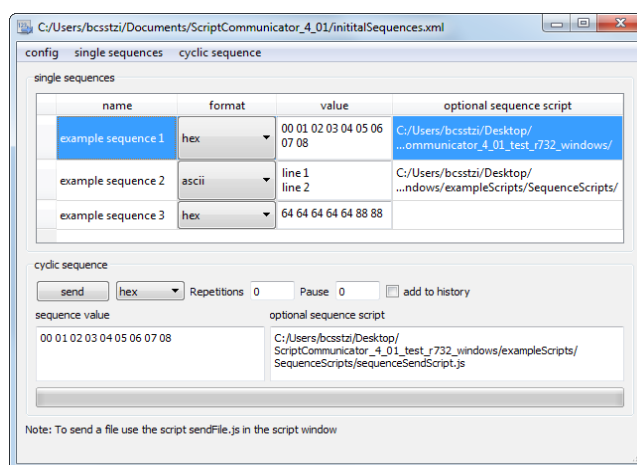 C:/Users/bcsstzi/Documents/ScriptCommunicator_4_01/inititalSequences.xml
config single sequences cyclic sequence
single sequences
name format value optional sequence script
example sequence 1 hex 00 01 02 03 04 05 06 07 08 C:/Users/bcsstzi/Desktop/
...ommunicator_4_01_test_r732_windows/
example sequence 2 ascii line 1 C:/Users/bcsstzi/Desktop/
line 2 ...ndows/exampleScripts/SequenceScripts/
example sequence 3 hex 64 64 64 64 64 88 88
cyclic sequence
send hex Repetitions 0 Pause 0 add to history
sequence value optional sequence script
00 01 02 03 04 05 06 07 08 C:/Users/bcsstzi/Desktop/
ScriptCommunicator_4_01_test_r732_windows/exampleScripts/
SequenceScripts/sequenceSendScript.js
Note: To send a file use the script sendFile.js in the script window